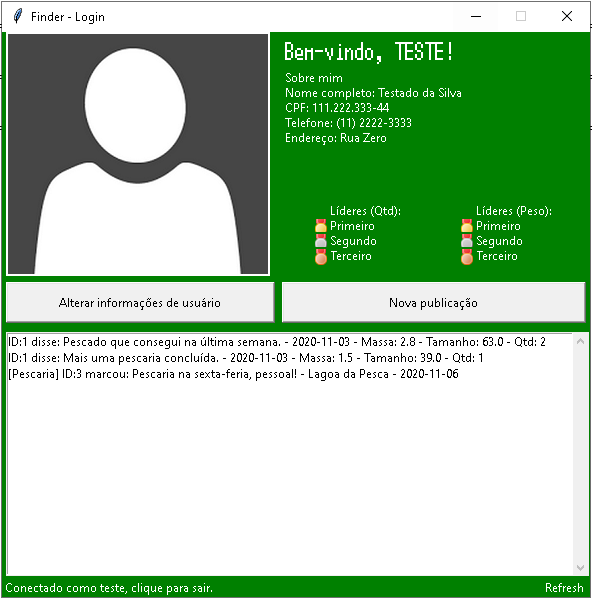 Finder - Login
Bem-vindo, TESTE!
Sobre mim
Nome completo: Testado da Silva
CPF: 111.222.333-44
Telefone: (11) 2222-3333
Endereço: Rua Zero
Líderes (Qtd):
Primeiro
Segundo
Terceiro
Líderes (Peso):
Primeiro
Segundo
Terceiro
Alterar informações de usuário
Nova publicação
ID:1 disse: Pescado que consegui na última semana. - 2020-11-03 - Massa: 2.8 - Tamanho: 63.0 - Qtd: 2
ID:1 disse: Mais uma pescaria concluída. - 2020-11-03 - Massa: 1.5 - Tamanho: 39.0 - Qtd: 1
[Pescaria] ID:3 marcou: Pescaria na sexta-feria, pessoal! - Lagoa da Pesca - 2020-11-06
Conectado como teste, clique para sair.
Refresh